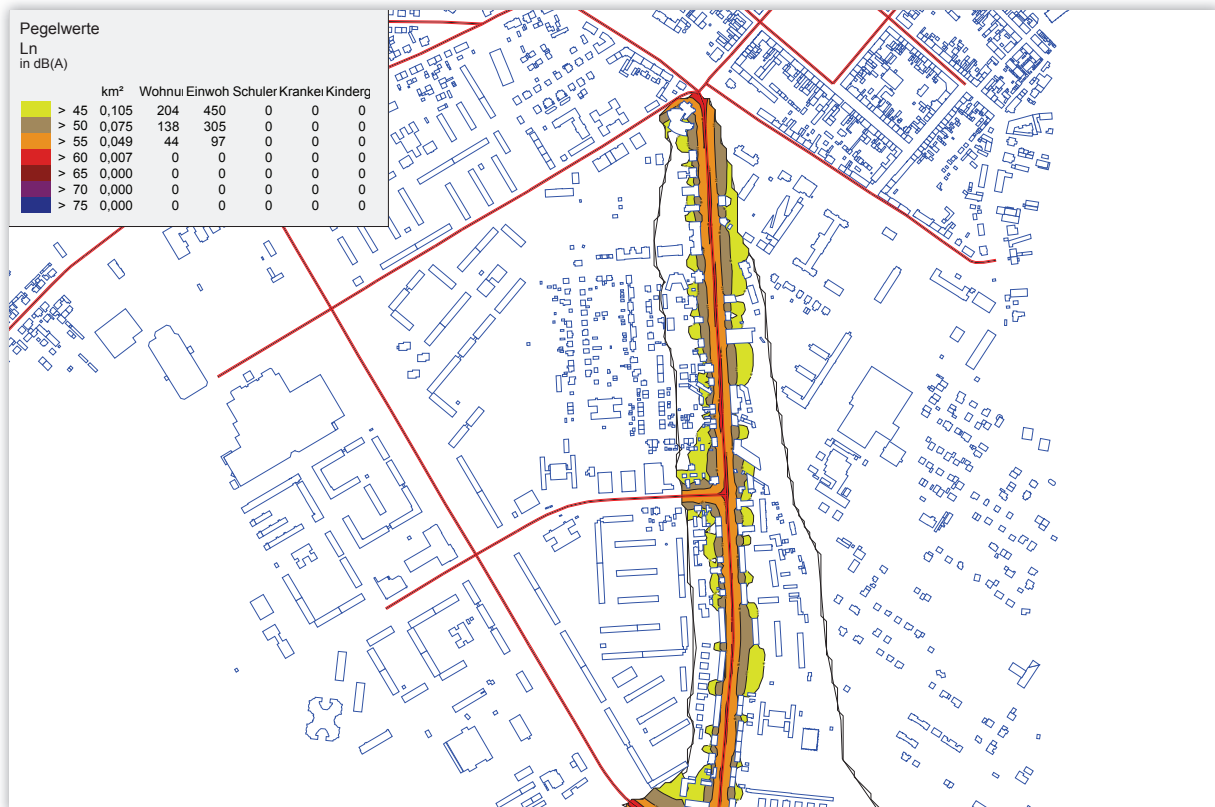 Pegelwerte
Ln
in dB(A)
km² Wohnu Einwoh Schuler Kranke Kinderg
> 45 0,105 204 450 0 0 0
> 50 0,075 138 305 0 0 0
> 55 0,049 44 97 0 0 0
> 60 0,007 0 0 0 0 0
> 65 0,000 0 0 0 0 0
> 70 0,000 0 0 0 0 0
> 75 0,000 0 0 0 0 0